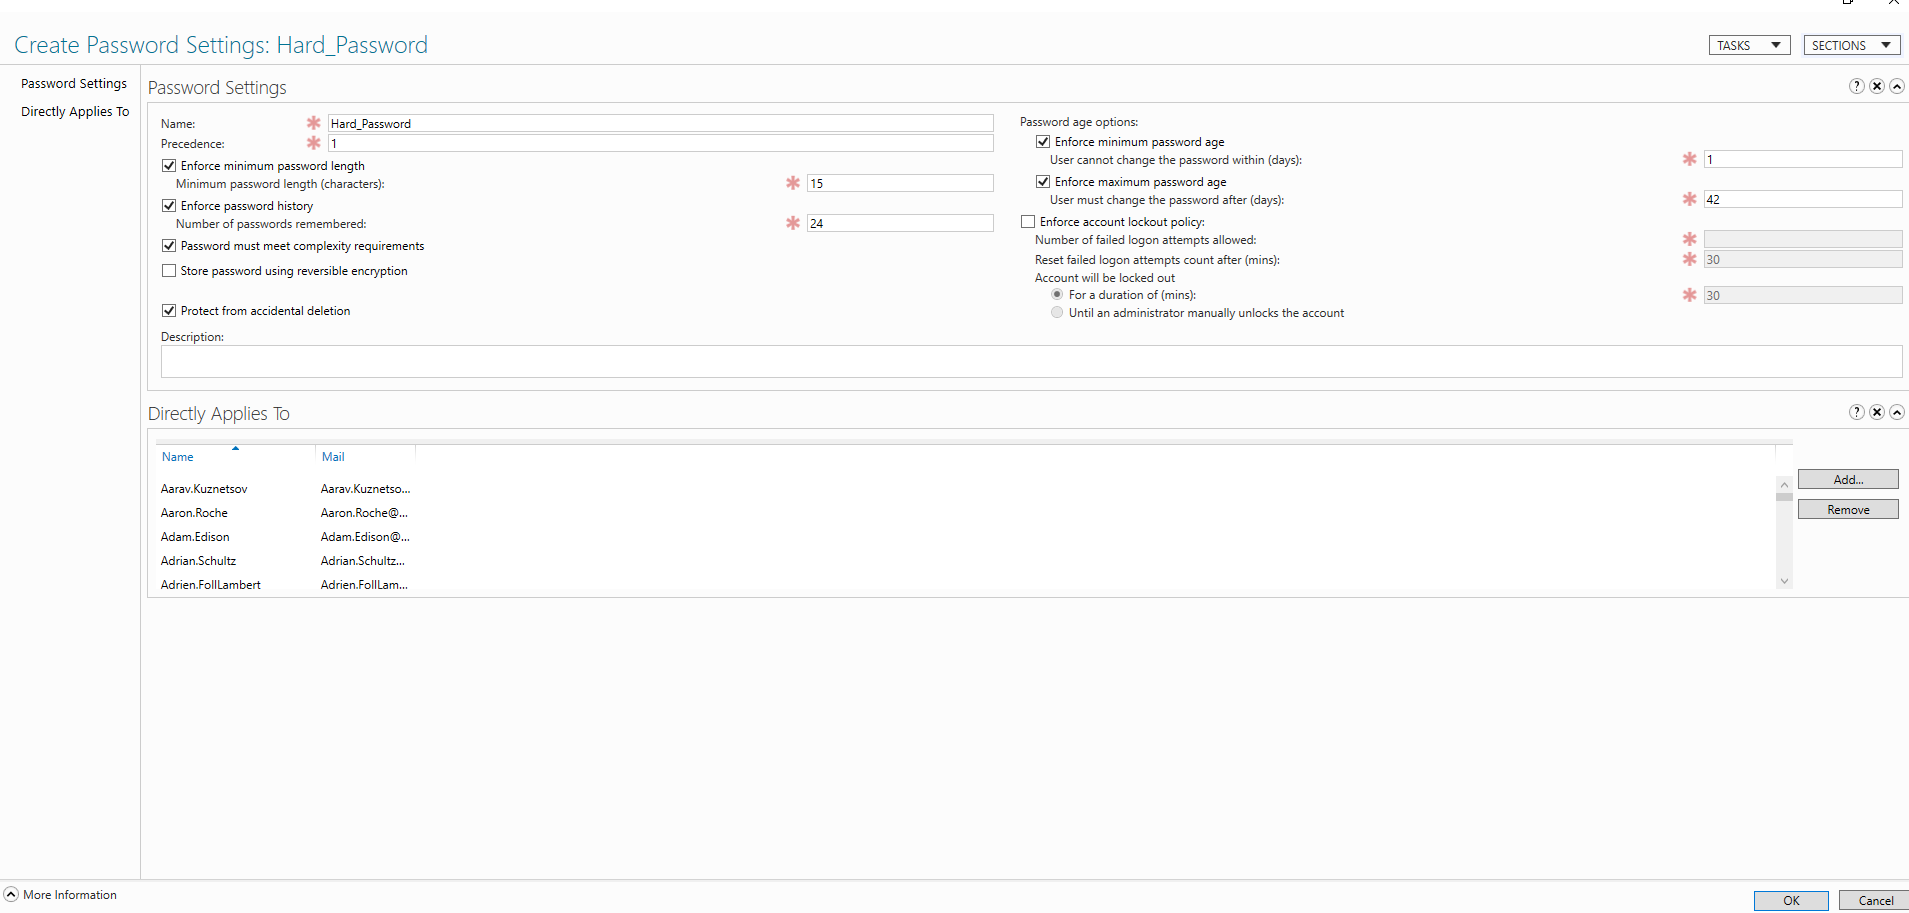 Create Password Settings: Hard_Password
TASKS
SECTIONS
Password Settings
Directly Applies To
Password Settings
Name:
Hard_Password
Precedence:
1
Enforce minimum password length
Minimum password length (characters):
15
Enforce password history
Number of passwords remembered:
24
Password must meet complexity requirements
Store password using reversible encryption
Protect from accidental deletion
Password age options:
Enforce minimum password age
User cannot change the password within (days):
1
Enforce maximum password age
User must change the password after (days):
42
Enforce account lockout policy:
Number of failed logon attempts allowed:
Reset failed logon attempts count after (mins):
30
Account will be locked out
For a duration of (mins):
30
Until an administrator manually unlocks the account
Description:
Directly Applies To
Name Mail
Aarav.Kuznetsov Aarav.Kuznetso...
Aaron.Roche Aaron.Roche@...
Adam.Edison Adam.Edison@...
Adrian.Schultz Adrian.Schultz...
Adrien.FollLambert Adrien.FollLam...
Add...
Remove
More Information
OK
Cancel